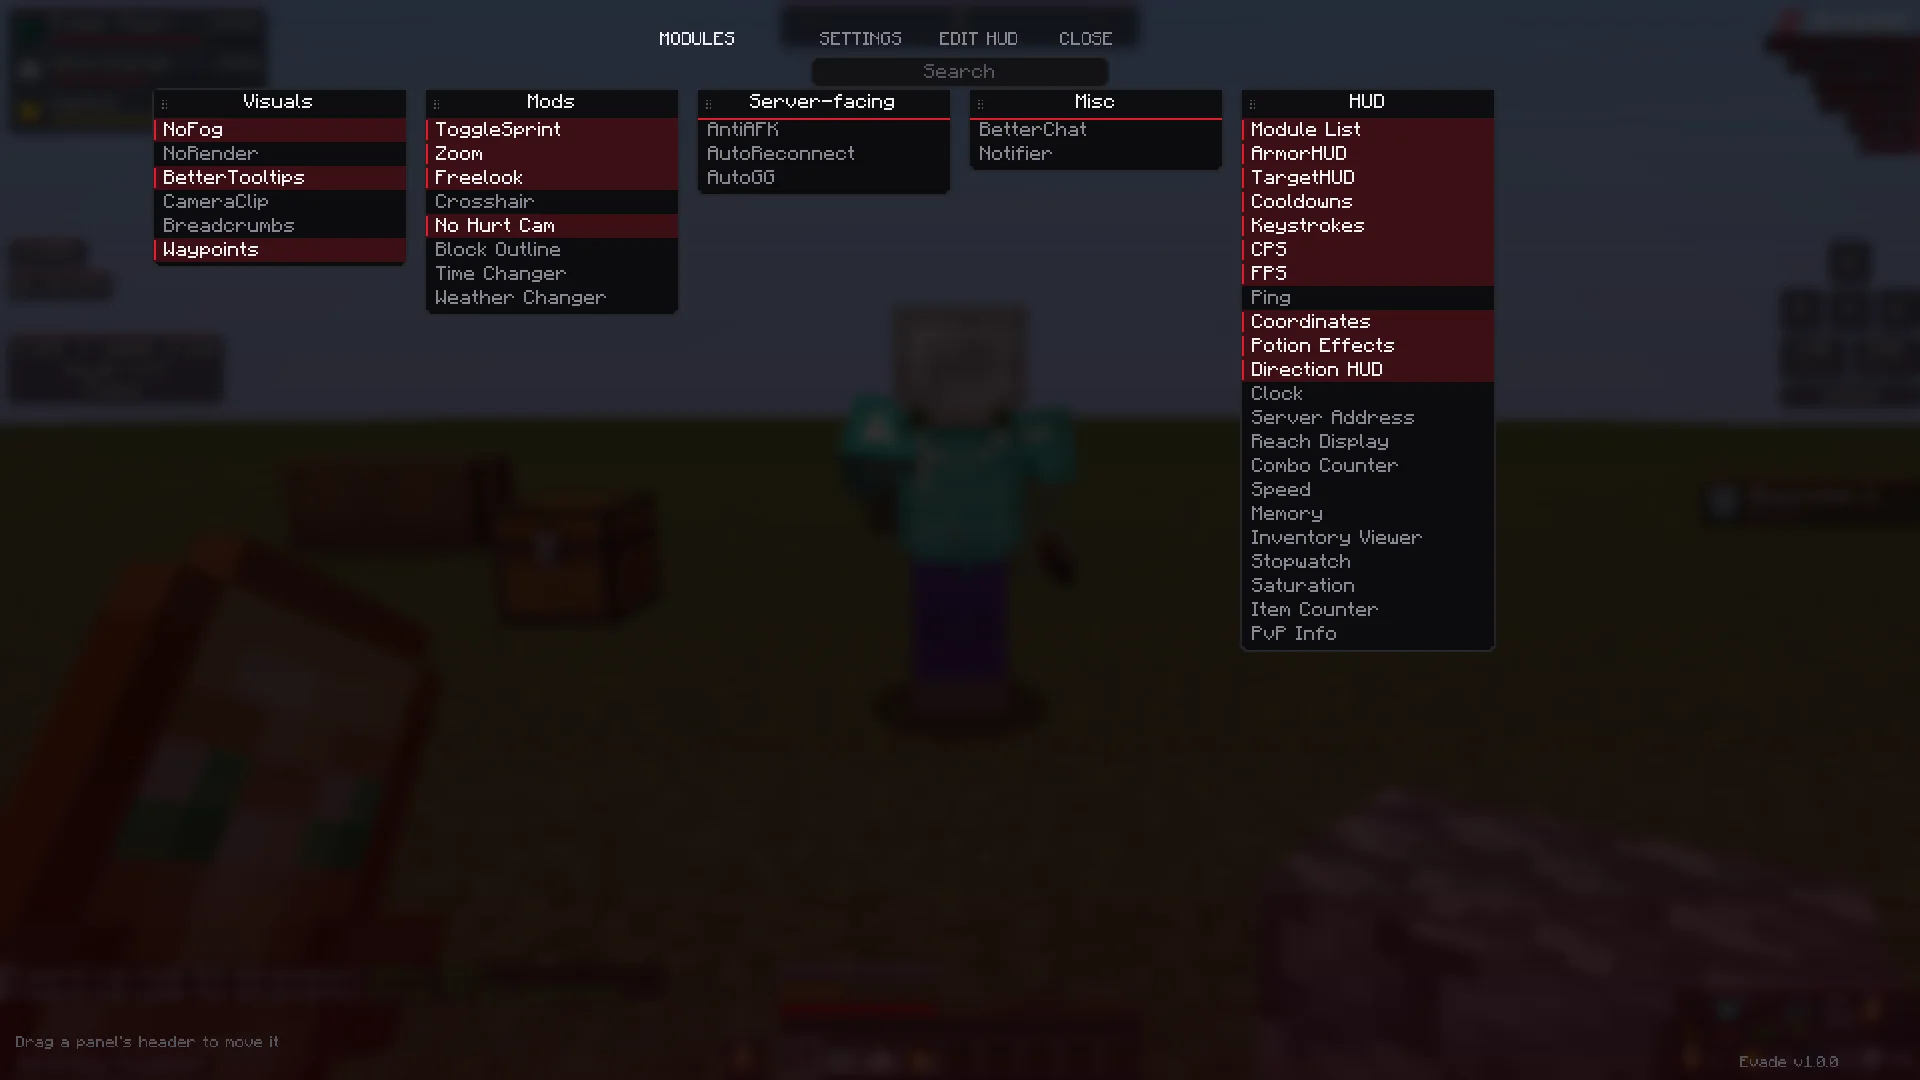 MODULES
SETTINGS
EDIT HUD
CLOSE
Search
Visuals
NoFog
NoRender
BetterTooltips
CameraClip
Breadcrumbs
Waypoints
Mods
ToggleSprint
Zoom
Freelook
Crosshair
No Hurt Cam
Block Outline
Time Changer
Weather Changer
Server-facing
AntiAFK
AutoReconnect
AutoGG
Misc
BetterChat
Notifier
HUD
Module List
ArmorHUD
TargetHUD
Cooldowns
Keystrokes
CPS
FPS
Ping
Coordinates
Potion Effects
Direction HUD
Clock
Server Address
Reach Display
Combo Counter
Speed
Memory
Inventory Viewer
Stopwatch
Saturation
Item Counter
PvP Info
Drag a panel's header to move it
Evade v1.0.0